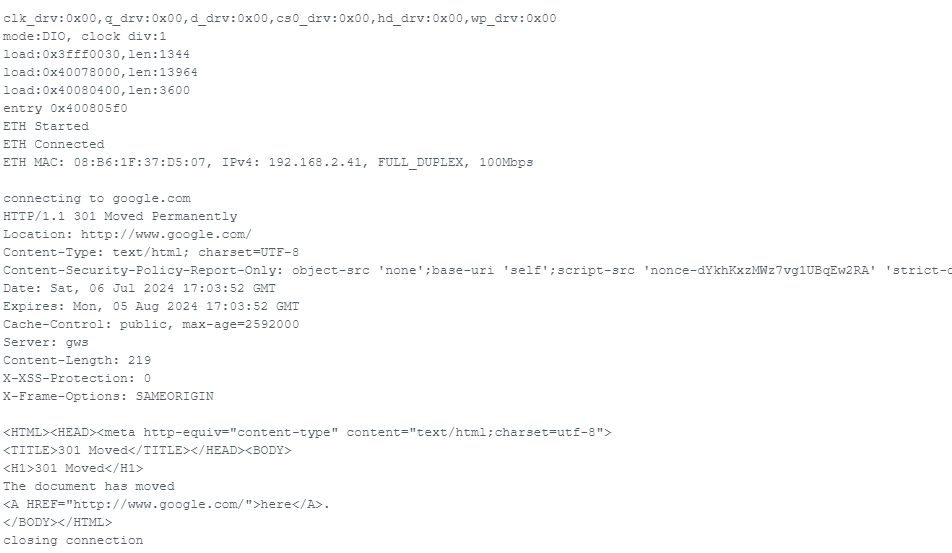 clk_drv:0x00,q_drv:0x00,d_drv:0x00,cs0_drv:0x00,hd_drv:0x00,wp_drv:0x00
mode:DIO, clock div:1
load:0x3fff0030,len:1344
load:0x40078000,len:13964
load:0x40080400,len:3600
entry 0x400805f0
ETH Started
ETH Connected
ETH MAC: 08:B6:1F:37:D5:07, IPv4: 192.168.2.41, FULL_DUPLEX, 100Mbps
connecting to google.com
HTTP/1.1 301 Moved Permanently
Location: http://www.google.com/
Content-Type: text/html; charset=UTF-8
Content-Security-Policy-Report-Only: object-src 'none';base-uri 'self';script-src 'nonce-dYkhKxzMWz7vg1UBqEw2RA' 'strict-d
Date: Sat, 06 Jul 2024 17:03:52 GMT
Expires: Mon, 05 Aug 2024 17:03:52 GMT
Cache-Control: public, max-age=2592000
Server: gws
Content-Length: 219
X-XSS-Protection: 0
X-Frame-Options: SAMEORIGIN
<HTML><HEAD><meta http-equiv="content-type" content="text/html;charset=utf-8">
<TITLE>301 Moved</TITLE></HEAD><BODY>
<H1>301 Moved</H1>
The document has moved
<A HREF="http://www.google.com/">here</A>.
</BODY></HTML>
closing connection